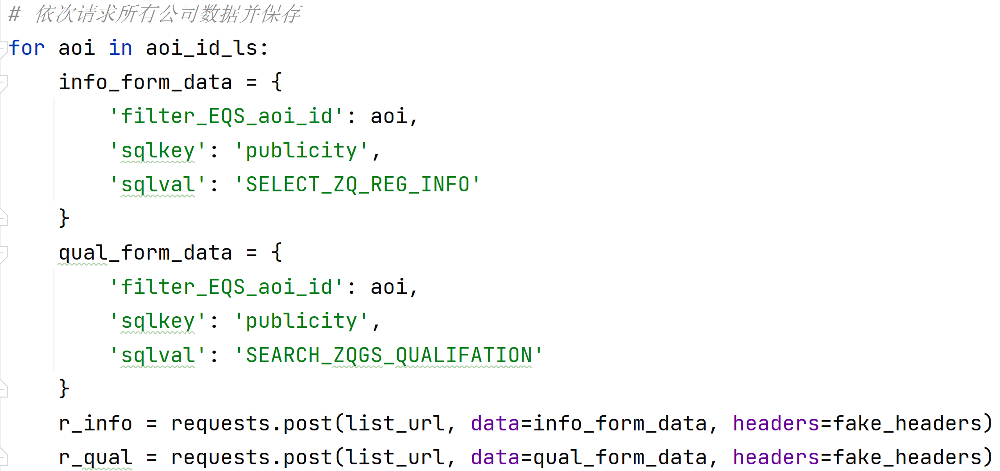 # 依次请求所有公司数据并保存
for aoi in aoi_id_ls:
    info_form_data = {
        'filter_EQS_aoi_id': aoi,
        'sqlkey': 'publicity',
        'sqlval': 'SELECT_ZQ_REG_INFO'
    }
    qual_form_data = {
        'filter_EQS_aoi_id': aoi,
        'sqlkey': 'publicity',
        'sqlval': 'SEARCH_ZQGS_QUALIFATION'
    }
    r_info = requests.post(list_url, data=info_form_data, headers=fake_headers)
    r_qual = requests.post(list_url, data=qual_form_data, headers=fake_headers)